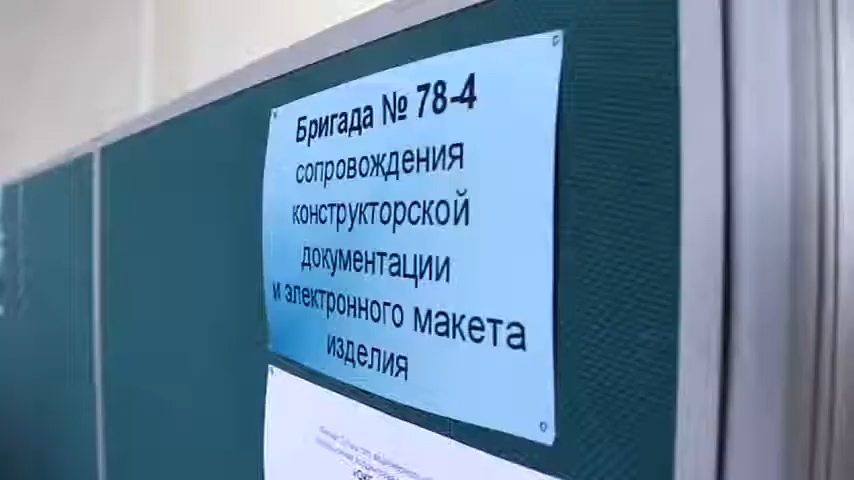 Бригада № 78-4
сопровождения
конструкторской
документации
и электронного макета
изделия